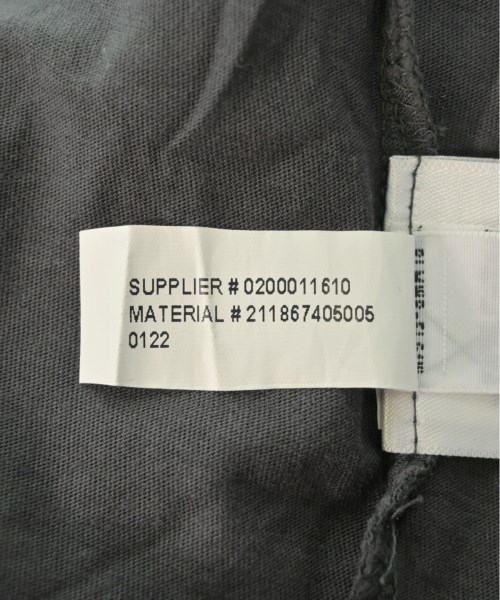 SUPPLIER # 0200011610
MATERIAL # 211867405005
0122